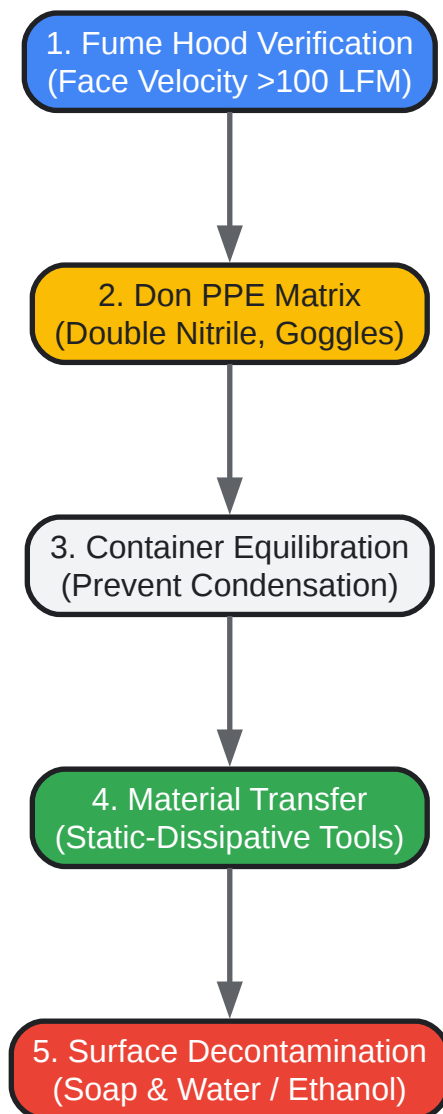 1. Fume Hood Verification
(Face Velocity >100 LFM)
2. Don PPE Matrix
(Double Nitrile, Goggles)
3. Container Equilibration
(Prevent Condensation)
4. Material Transfer
(Static-Dissipative Tools)
5. Surface Decontamination
(Soap & Water / Ethanol)